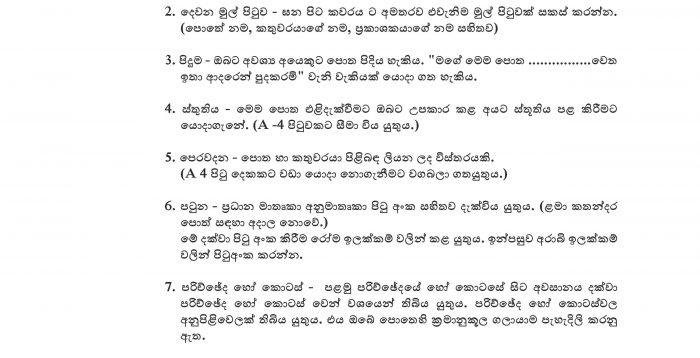 2. දෙවන මුල් පිටුව - ඝන පිට කවරය ට අමතරව එවැනිම මුල් පිටුවක් සකස් කරන්න.
(පොතේ නම, කතුවරයාගේ නම, ප්‍රකාශකයාගේ නම සහිතව)
3. පිදුම - ඔබට අවශ්‍ය අයෙකුට පොත පිදිය හැකිය. "මගේ මෙම පොත ................වෙත
ඉතා ආදරෙන් පුදකරමි" වැනි වැකියක් යොදා ගත හැකිය.
4. ස්තූතිය - මෙම පොත එළිදැක්වීමට ඔබට උපකාර කළ අයට ස්තූතිය පළ කිරීමට
යොදාගැනේ. (A -4 පිටුවකට සීමා විය යුතුය.)
5. පෙරවදන - පොත හා කතුවරයා පිළිබඳ ලියන ලද විස්තරයකි.
(A 4 පිටු දෙකකට වඩා යොදා නොගැනීමට වගබලා ගතයුතුය.)
6. පටුන - ප්‍රධාන මාතෘකා අනුමාතෘකා පිටු අංක සහිතව දැක්විය යුතුය. (ළමා කතන්දර
පොත් සඳහා අදාල නොවේ.)
මේ දක්වා පිටු අංක කිරීම රෝම ඉලක්කම් වලින් කළ යුතුය. ඉන්පසුව අරාබි ඉලක්කම්
වලින් පිටුඅංක කරන්න.
7. පරිච්ඡේද හෝ කොටස් - පළමු පරිච්ඡේදයේ හෝ කොටසේ සිට අවසානය දක්වා
පරිච්ඡේද හෝ කොටස් වෙන් වශයෙන් තිබිය යුතුය. පරිච්ඡේද හෝ කොටස්වල
අනුපිළිවෙලක් තිබිය යුතුය. එය ඔබේ පොතෙහි ක්‍රමානුකූල ගලායාම පැහැදිලි කරනු
ඇත.